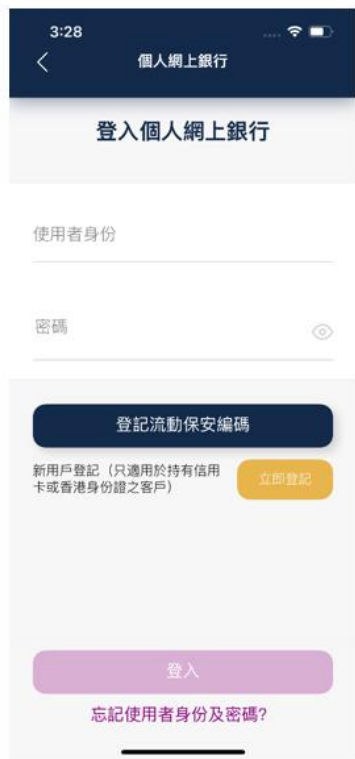 3:28
個人網上銀行
登入個人網上銀行
使用者身份
密碼
登記流動保安編碼
新用戶登記（只適用於持有信用
卡或香港身份證之客戶）
立即登記
登入
忘記使用者身份及密碼?